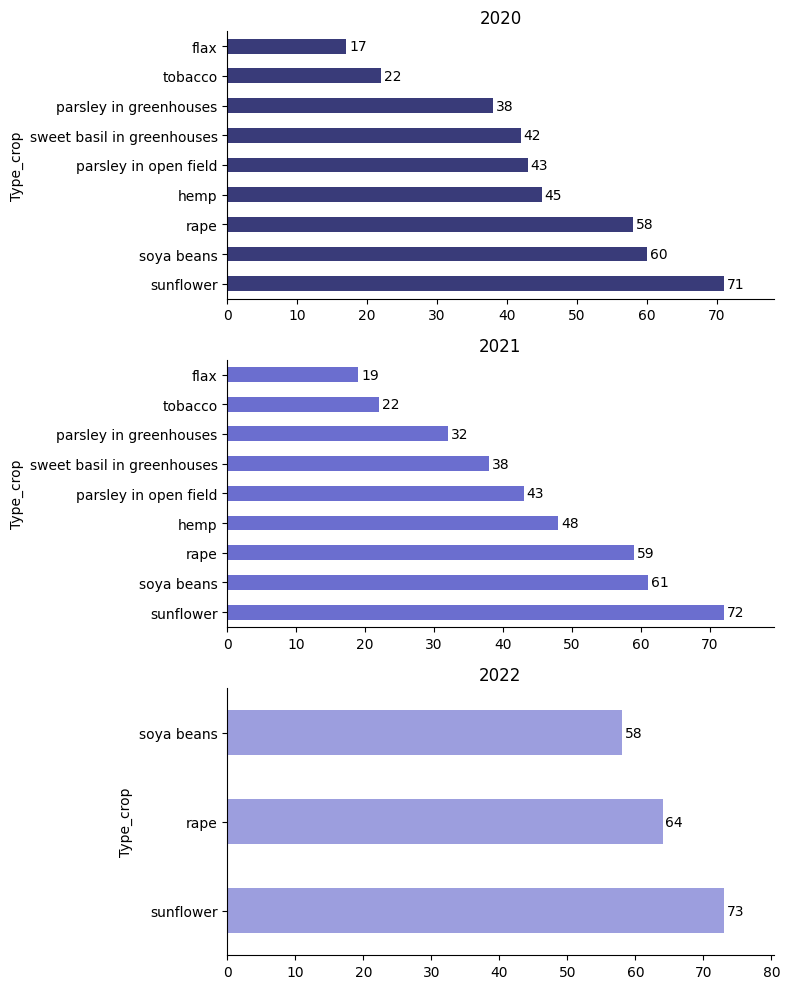 2020
flax 17
tobacco 22
parsley in greenhouses 38
sweet basil in greenhouses 42
parsley in open field 43
hemp 45
rape 58
soya beans 60
sunflower 71
Type_crop
0 10 20 30 40 50 60 70
2021
flax 19
tobacco 22
parsley in greenhouses 32
sweet basil in greenhouses 38
parsley in open field 43
hemp 48
rape 59
soya beans 61
sunflower 72
Type_crop
0 10 20 30 40 50 60 70
2022
soya beans 58
rape 64
sunflower 73
Type_crop
0 10 20 30 40 50 60 70 80